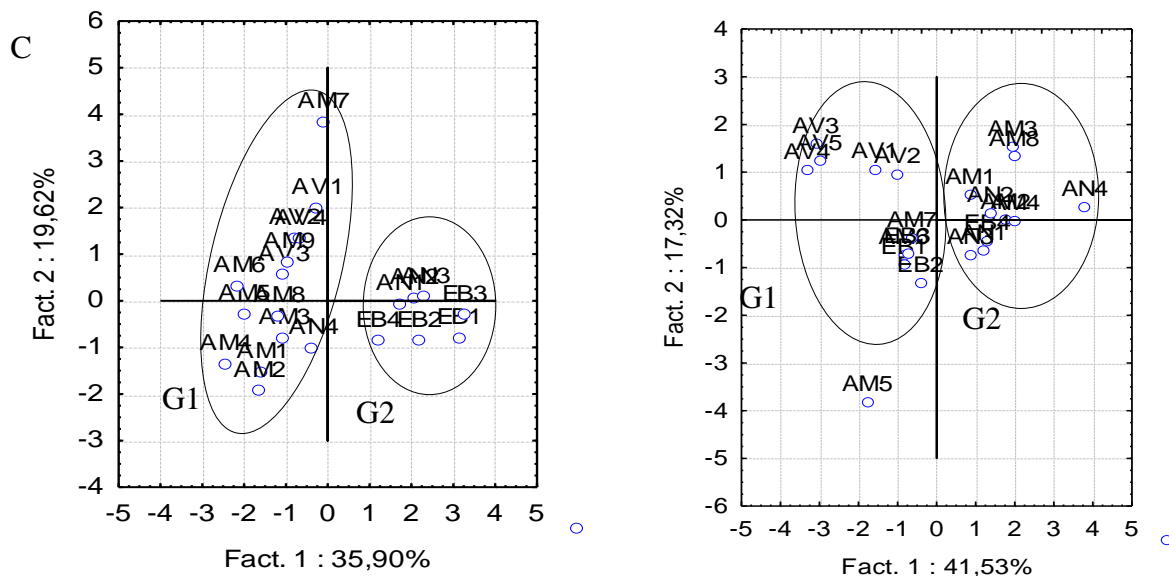 C
6
5
4
3
2
1
0
-1
-2
-3
-4
Fact. 2 : 19,62%
AM7
AV1
AV3
AM6
AM5
AM8
AM3
AN4
AM4
AM1
AM2
AN1
AN3
EB3
EB4
EB2
EB1
G1
G2
-5 -4 -3 -2 -1 0 1 2 3 4 5
Fact. 1 : 35,90%
4
3
2
1
0
-1
-2
-3
-4
-5
-6
Fact. 2 : 17,32%
AV3
AV5
AV4
AV1
AV2
AM3
AM8
AM1
AN4
AM7
EB1
EB2
AM5
G1
G2
-5 -4 -3 -2 -1 0 1 2 3 4 5
Fact. 1 : 41,53%